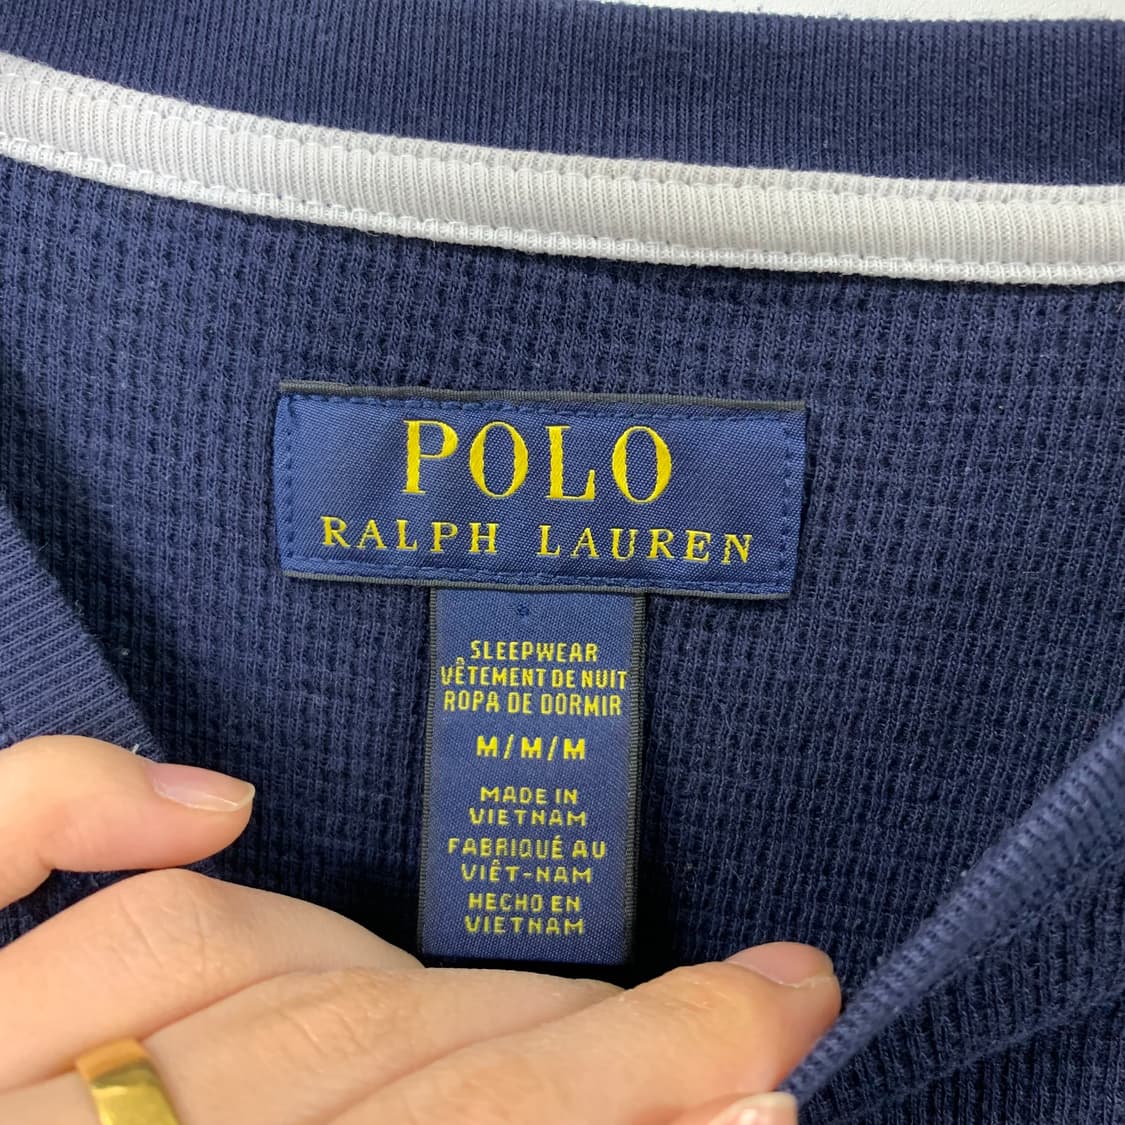 POLO
RALPH LAUREN
SLEEPWEAR
VÊTEMENT DE NUIT
ROPA DE DORMIR
M/M/M
MADE IN
VIETNAM
FABRIQUÉ AU
VIÊT-NAM
HECHO EN
VIETNAM